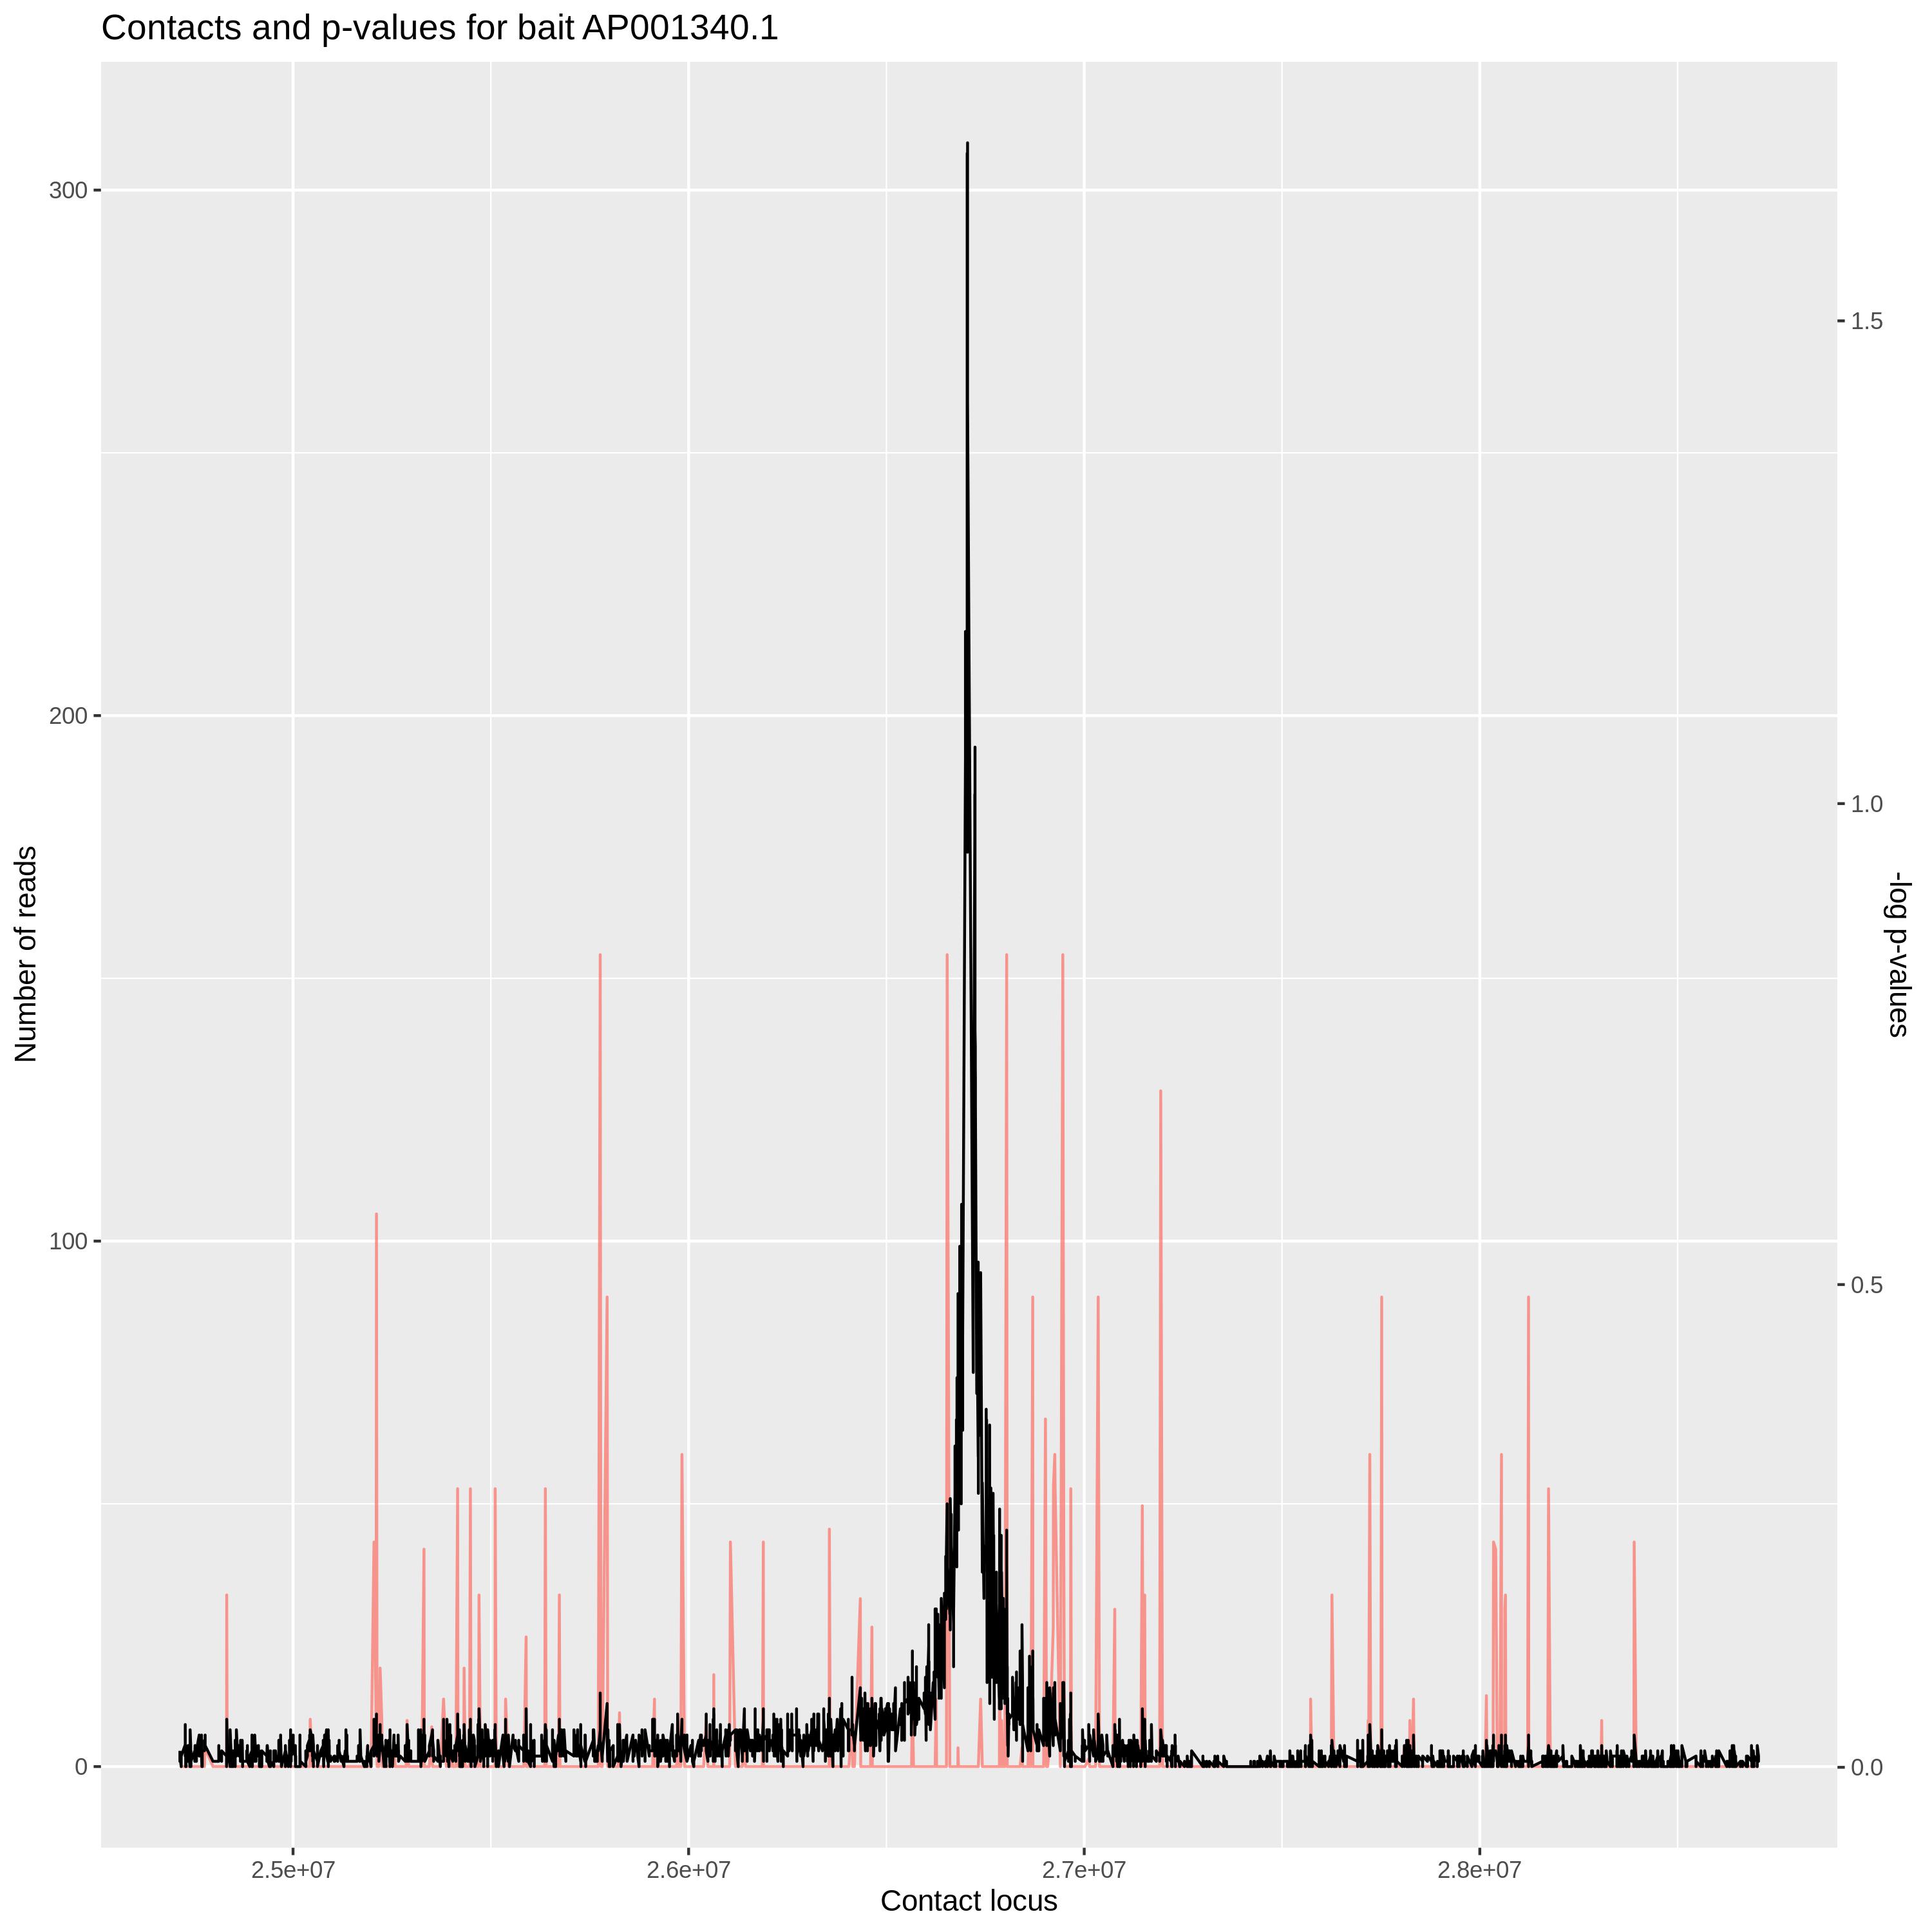 Contacts and p-values for bait AP001340.1
300
200
100
0
Number of reads
1.5
1.0
0.5
0.0
-log p-values
2.5e+07
2.6e+07
2.7e+07
2.8e+07
Contact locus